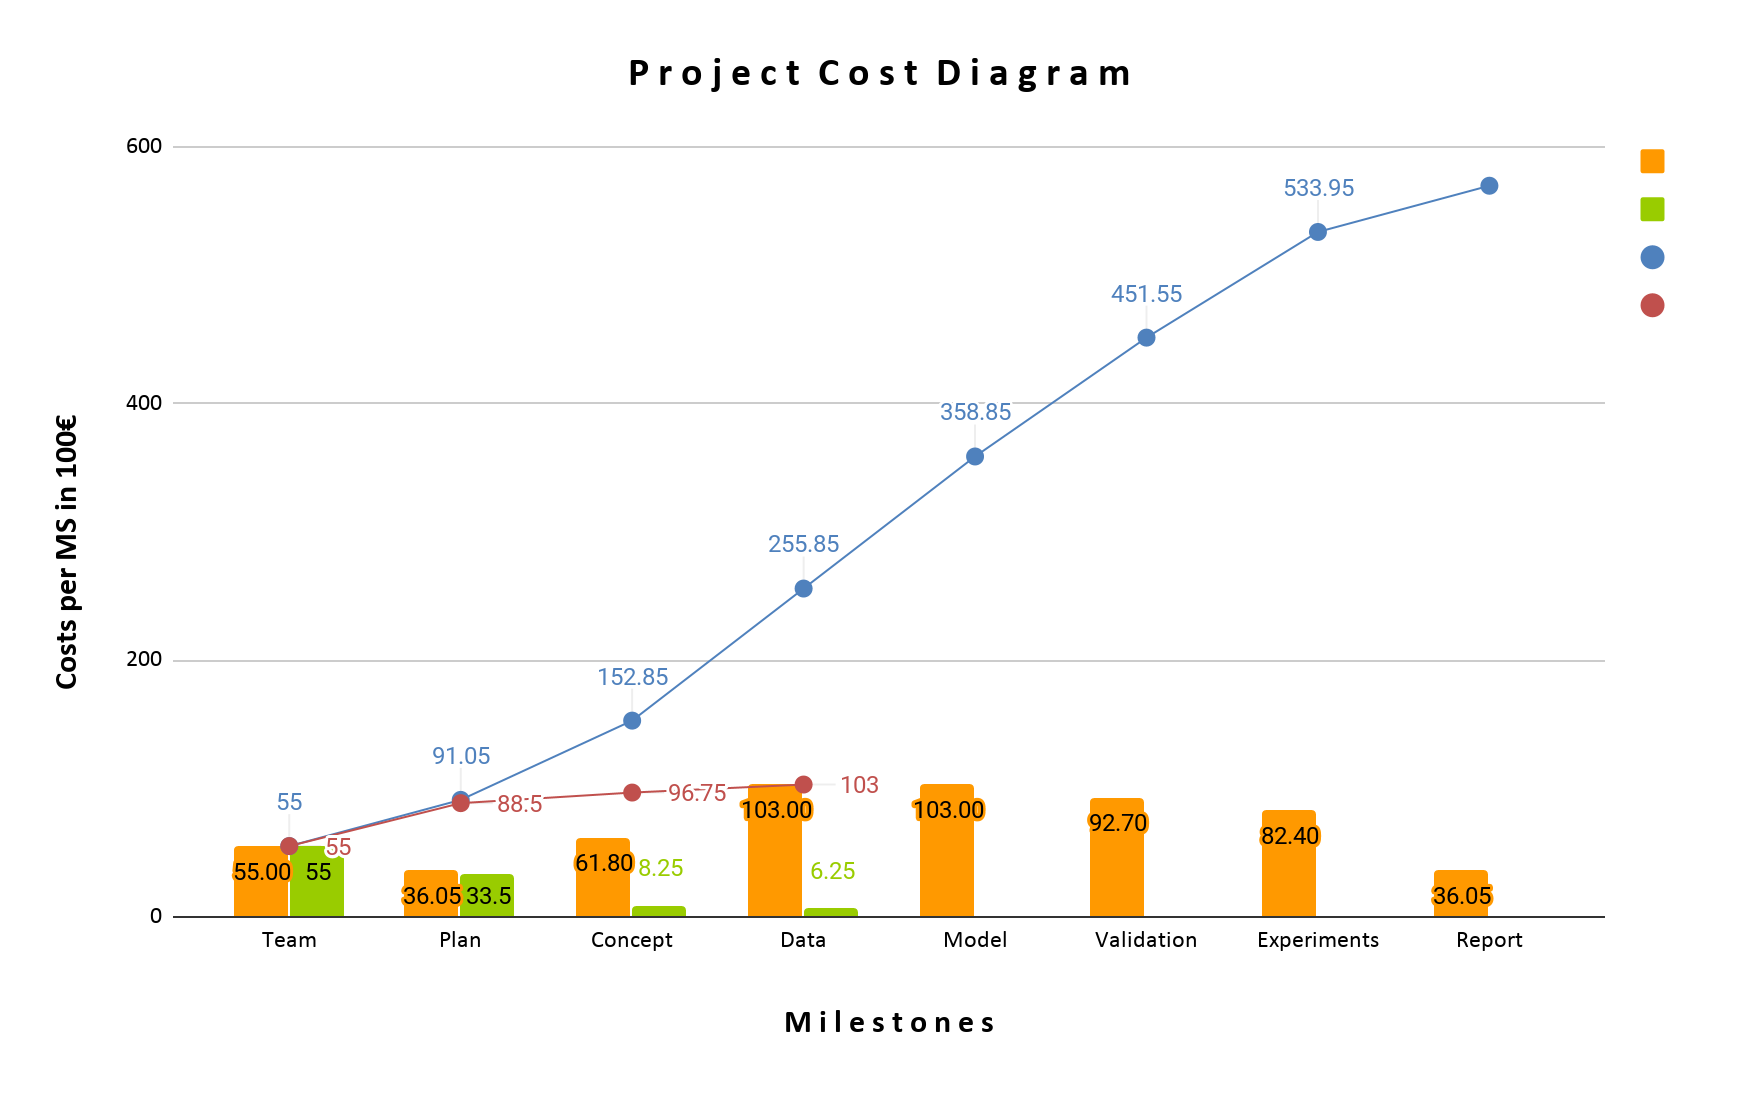 Project Cost Diagram
600
533.95
451.55
400
358.85
255.85
200
152.85
91.05
55
88.5
96.75
103
55
55.00
55
36.05
33.5
61.80
8.25
103.00
6.25
103.00
92.70
82.40
36.05
0
Team
Plan
Concept
Data
Model
Validation
Experiments
Report
Costs per MS in 100€
Milestones